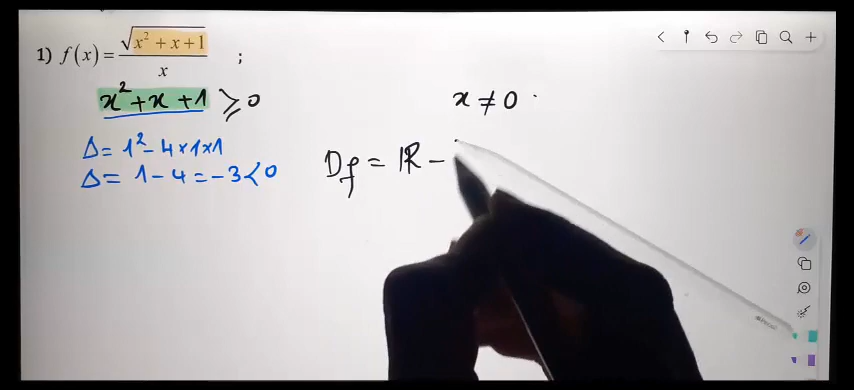 1) f(x) = √(x² + x + 1) / x ;
x² + x + 1 ⩾ 0
x ≠ 0
Δ = 1² - 4×1×1
Δ = 1 - 4 = -3 < 0
Df = ℝ -